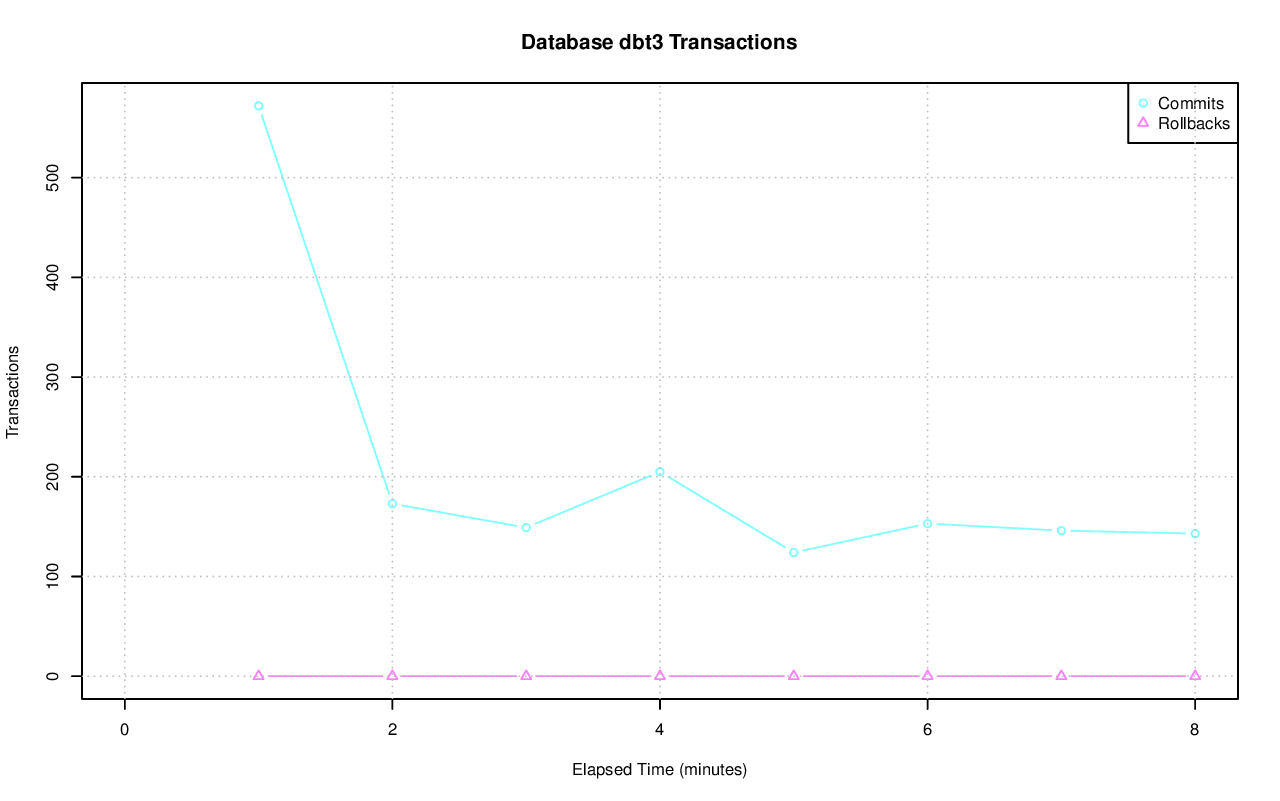 Database dbt3 Transactions
Commits
Rollbacks
Transactions
500
400
300
200
100
0
0 2 4 6 8
Elapsed Time (minutes)